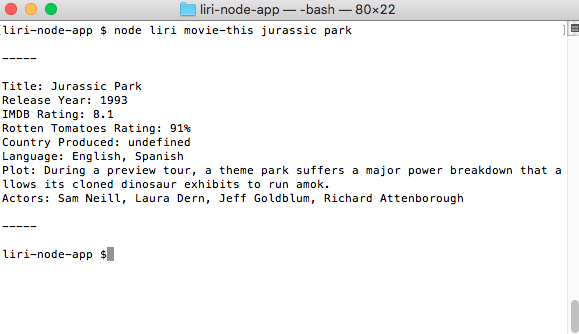 liri-node-app — -bash — 80×22
[liri-node-app $ node liri movie-this jurassic park ]
-----
Title: Jurassic Park
Release Year: 1993
IMDB Rating: 8.1
Rotten Tomatoes Rating: 91%
Country Produced: undefined
Language: English, Spanish
Plot: During a preview tour, a theme park suffers a major power breakdown that a
llows its cloned dinosaur exhibits to run amok.
Actors: Sam Neill, Laura Dern, Jeff Goldblum, Richard Attenborough
-----
liri-node-app $